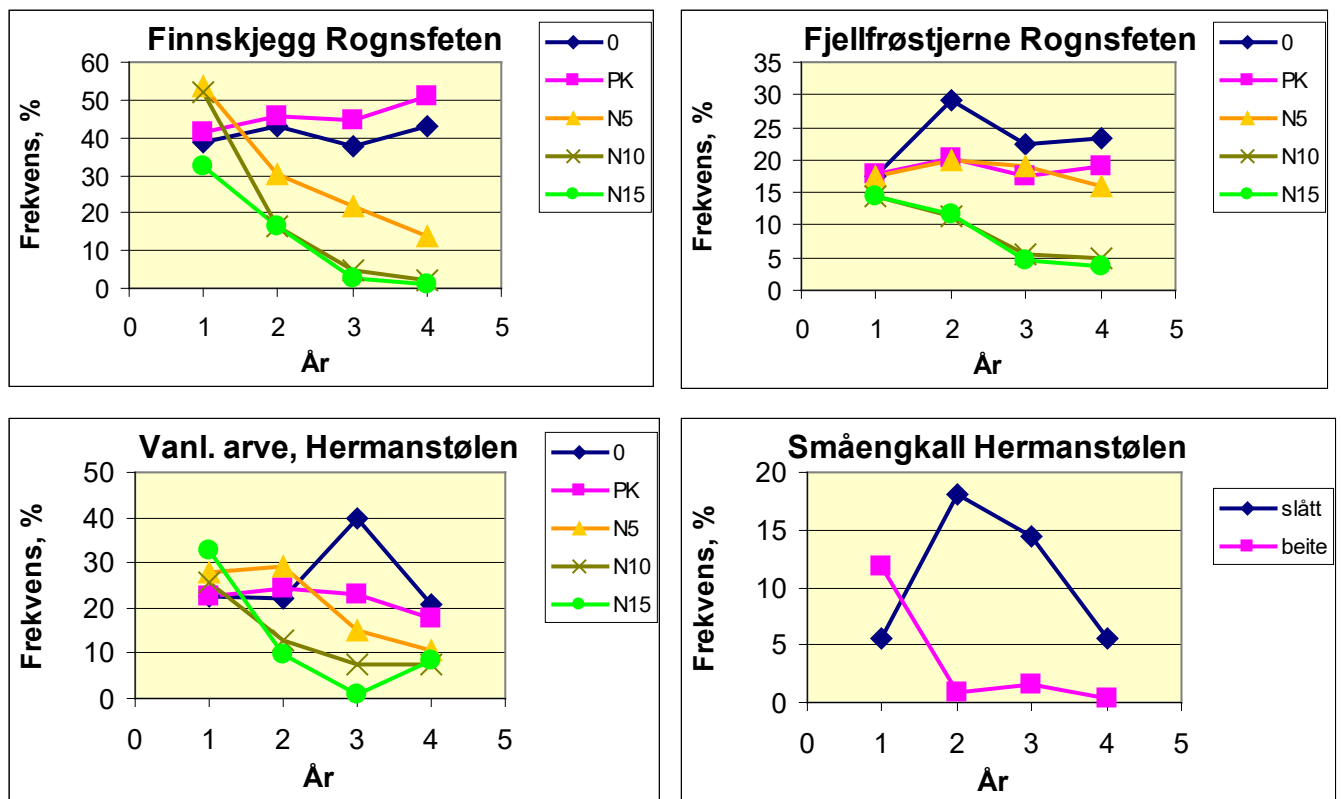 Finnskjegg Rognsfeten
Frekvens, %
60
50
40
30
20
10
0
0 1 2 3 4 5
År
0
PK
N5
N10
N15
Fjellfrøstjerne Rognsfeten
Frekvens, %
35
30
25
20
15
10
5
0
0 1 2 3 4 5
År
0
PK
N5
N10
N15
Vanl. arve, Hermanstølen
Frekvens, %
50
40
30
20
10
0
0 1 2 3 4 5
År
0
PK
N5
N10
N15
Småengkall Hermanstølen
Frekvens, %
20
15
10
5
0
0 1 2 3 4 5
År
slått
beite